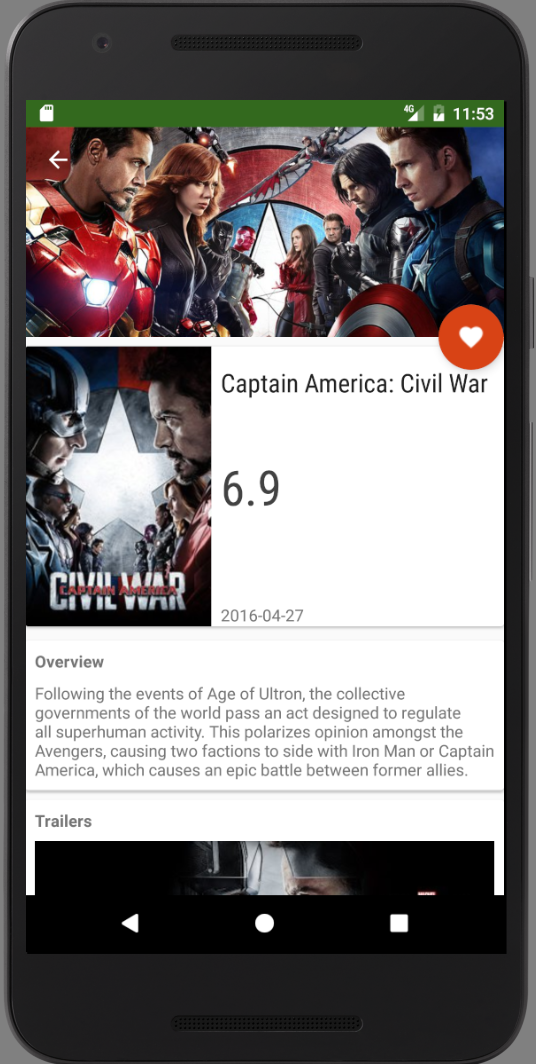 4G 11:53
Captain America: Civil War
6.9
CIVIL WAR
CAPTAIN AMERICA
2016-04-27
Overview
Following the events of Age of Ultron, the collective
governments of the world pass an act designed to regulate
all superhuman activity. This polarizes opinion amongst the
Avengers, causing two factions to side with Iron Man or Captain
America, which causes an epic battle between former allies.
Trailers